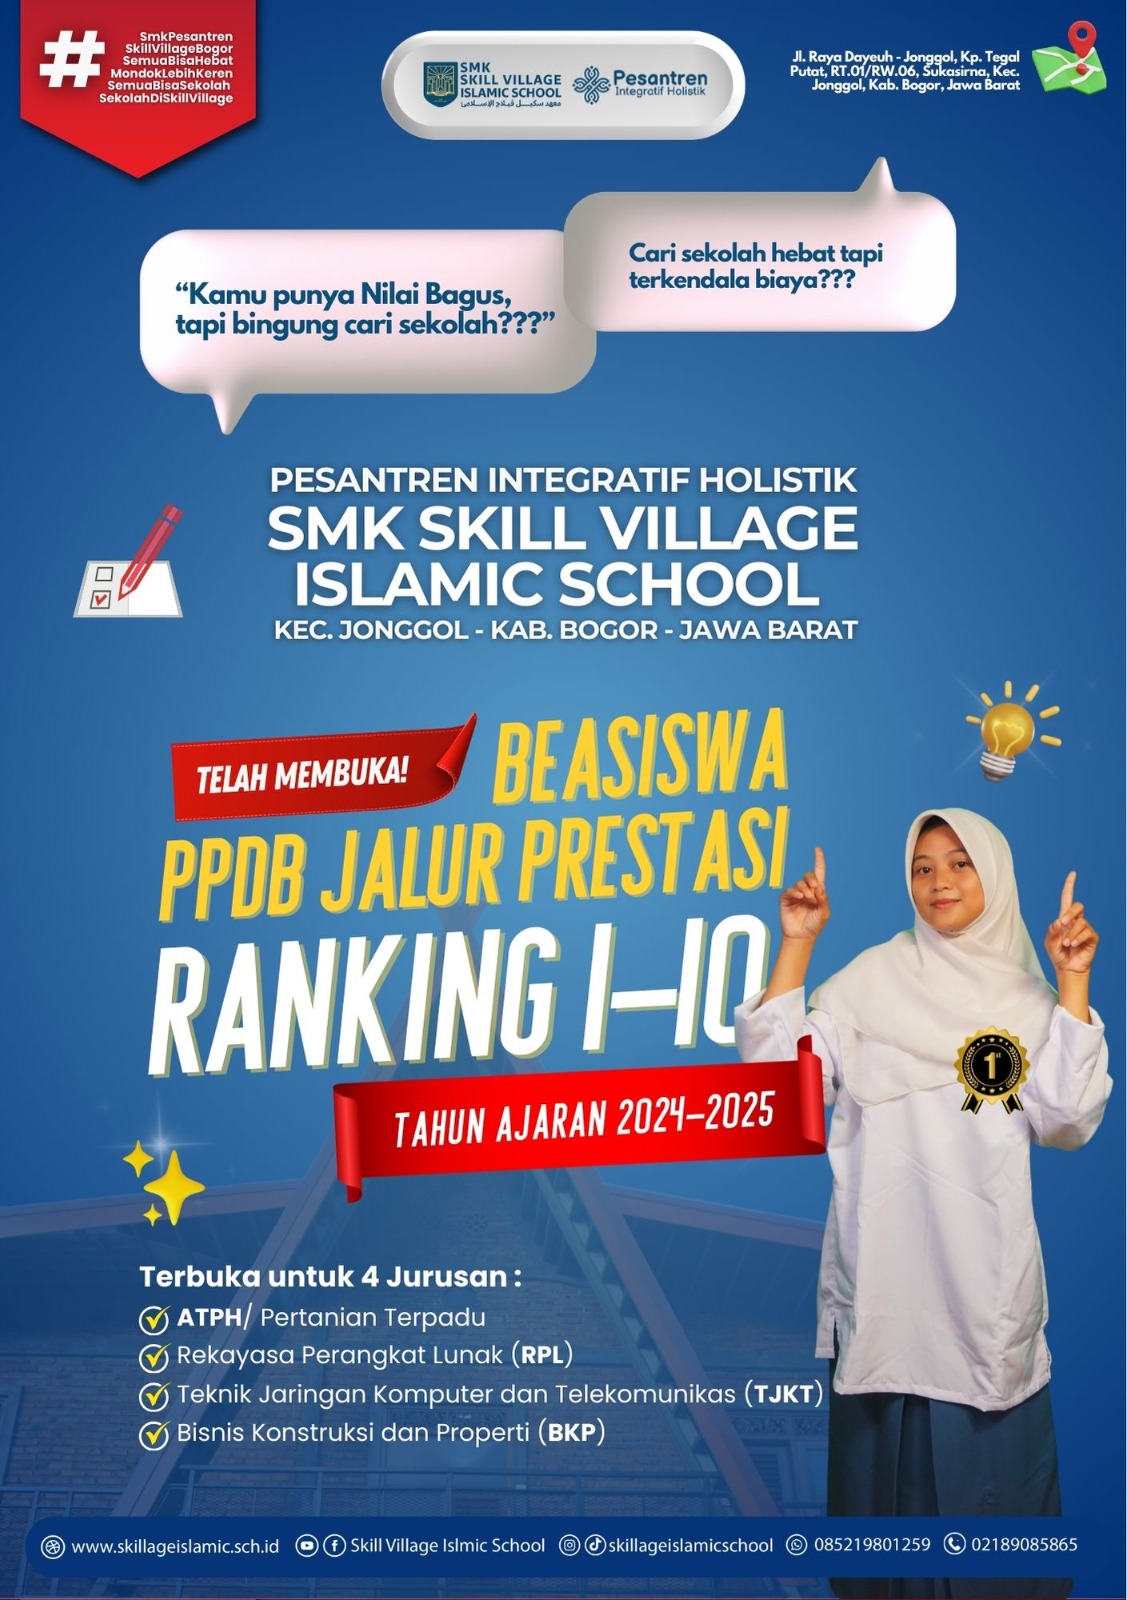 #
SmkPesantren
SkillVillageBogor
SemuaBisaHebat
MondokLebihKeren
SemuaBisaSekolah
SekolahDiSkillVillage
SMK
SKILL VILLAGE
ISLAMIC SCHOOL
معهد سكيل فيلاج الإسلامي
Pesantren
Integratif Holistik
Jl. Raya Dayeuh - Jonggol, Kp. Tegal
Putat, RT.01/RW.06, Sukasirna, Kec.
Jonggol, Kab. Bogor, Jawa Barat
Cari sekolah hebat tapi
terkendala biaya???
“Kamu punya Nilai Bagus,
tapi bingung cari sekolah???”
PESANTREN INTEGRATIF HOLISTIK
SMK SKILL VILLAGE
ISLAMIC SCHOOL
KEC. JONGGOL - KAB. BOGOR - JAWA BARAT
TELAH MEMBUKA!
BEASISWA
PPDB JALUR PRESTASI
RANKING 1-10
1st
TAHUN AJARAN 2024-2025
Terbuka untuk 4 Jurusan :
ATPH/ Pertanian Terpadu
Rekayasa Perangkat Lunak (RPL)
Teknik Jaringan Komputer dan Telekomunikas (TJKT)
Bisnis Konstruksi dan Properti (BKP)
www.skillageislamic.sch.id Skill Village Islmic School skillageislamicschool 085219801259 02189085865